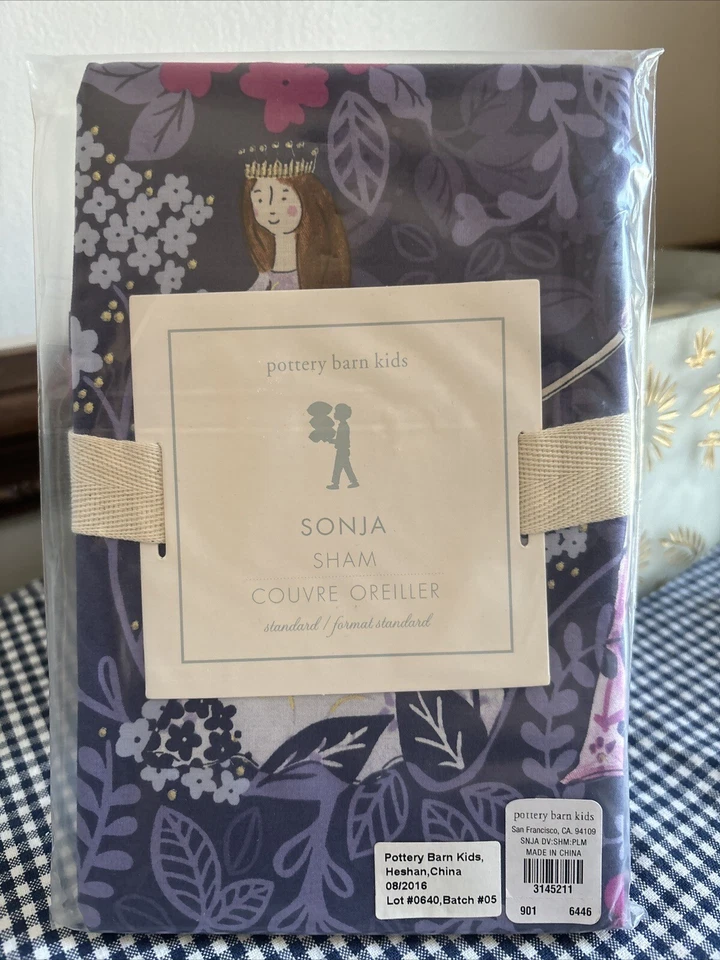 pottery barn kids
SONJA
SHAM
COUVRE OREILLER
standard / format standard
Pottery Barn Kids,
Heshan,China
08/2016
Lot #0640,Batch #05
pottery barn kids
San Francisco, CA. 94109
SNJA DV:SHM:PLM
MADE IN CHINA
3145211
901 6446